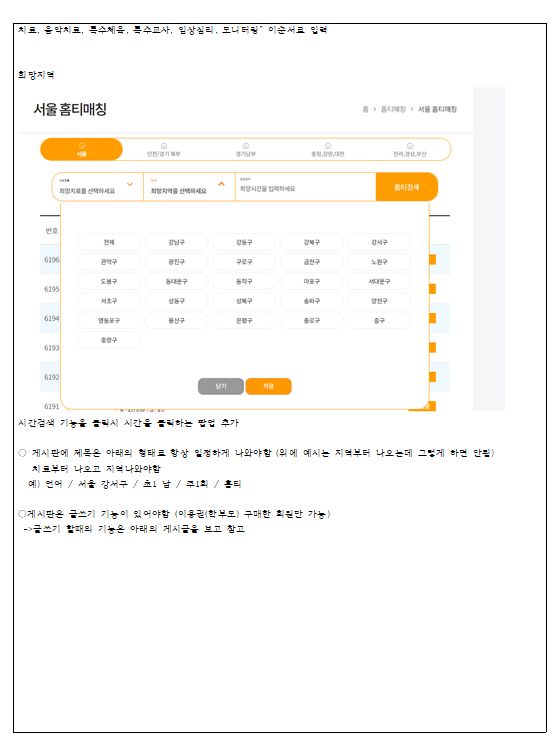 치료, 음악치료, 특수체육, 특수교사, 임상심리, 모니터링" 이순서로 입력
희망지역
서울 홈티매칭
홈 > 홈티매칭 > 서울 홈티매칭
서울
인천/경기 북부
경기남부
충청,강원,대전
전라,경상,부산
희망치료를 선택하세요
희망지역을 선택하세요
희망시간을 입력하세요
홈티검색
번호
전체 강남구 강동구 강북구 강서구
6196
관악구 광진구 구로구 금천구 노원구
도봉구 동대문구 동작구 마포구 서대문구
6195
서초구 성동구 성북구 송파구 양천구
6194
영등포구 용산구 은평구 종로구 중구
중랑구
6193
6192
닫기 적용
6191
시간검색 기능을 클릭시 시간을 클릭하는 팝업 추가
○ 게시판에 제목은 아래의 형태로 항상 일정하게 나와야함 (위에 예시는 지역부터 나오는데 그렇게 하면 안됨)
치료부터 나오고 지역나와야함
예) 언어 / 서울 강서구 / 초1 남 / 주1회 / 홈티
○게시판은 글쓰기 기능이 있어야함 (이용권(학부모) 구매한 회원만 가능)
->글쓰기 할때의 기능은 아래의 게시글을 보고 참고